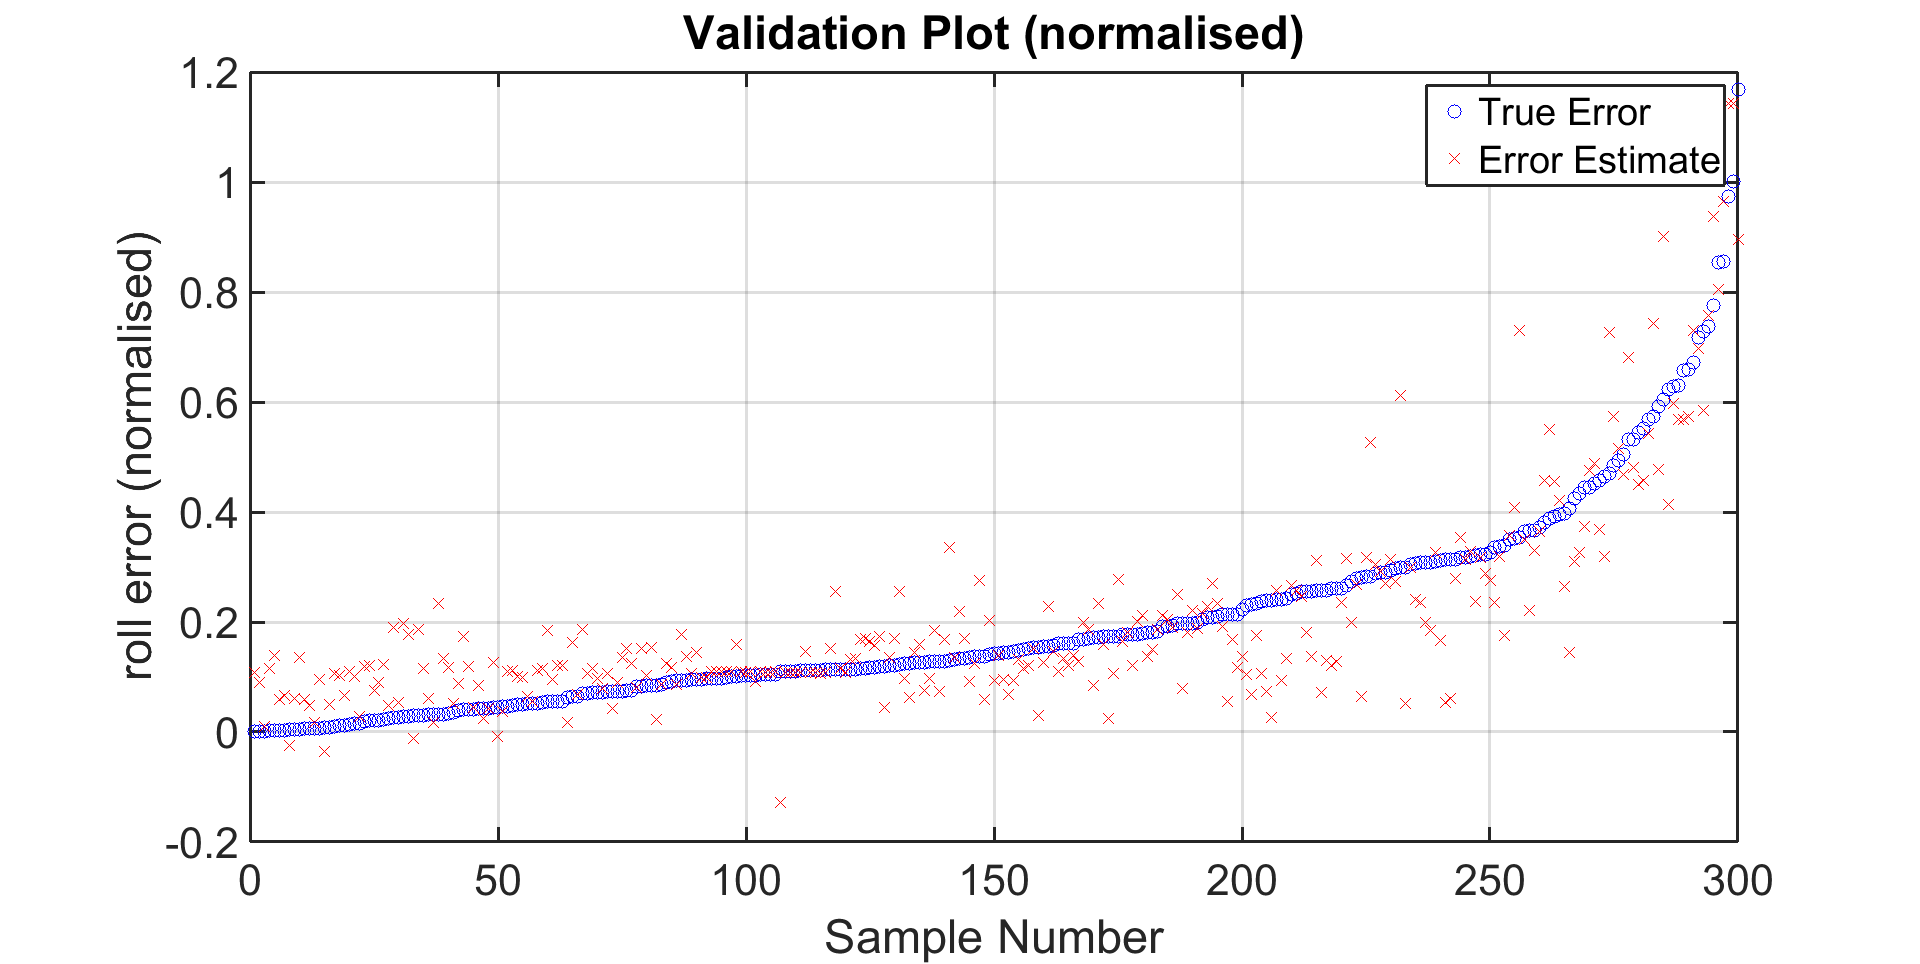 Validation Plot (normalised)
1.2
1
0.8
0.6
0.4
0.2
0
-0.2
roll error (normalised)
True Error
Error Estimate
0 50 100 150 200 250 300
Sample Number